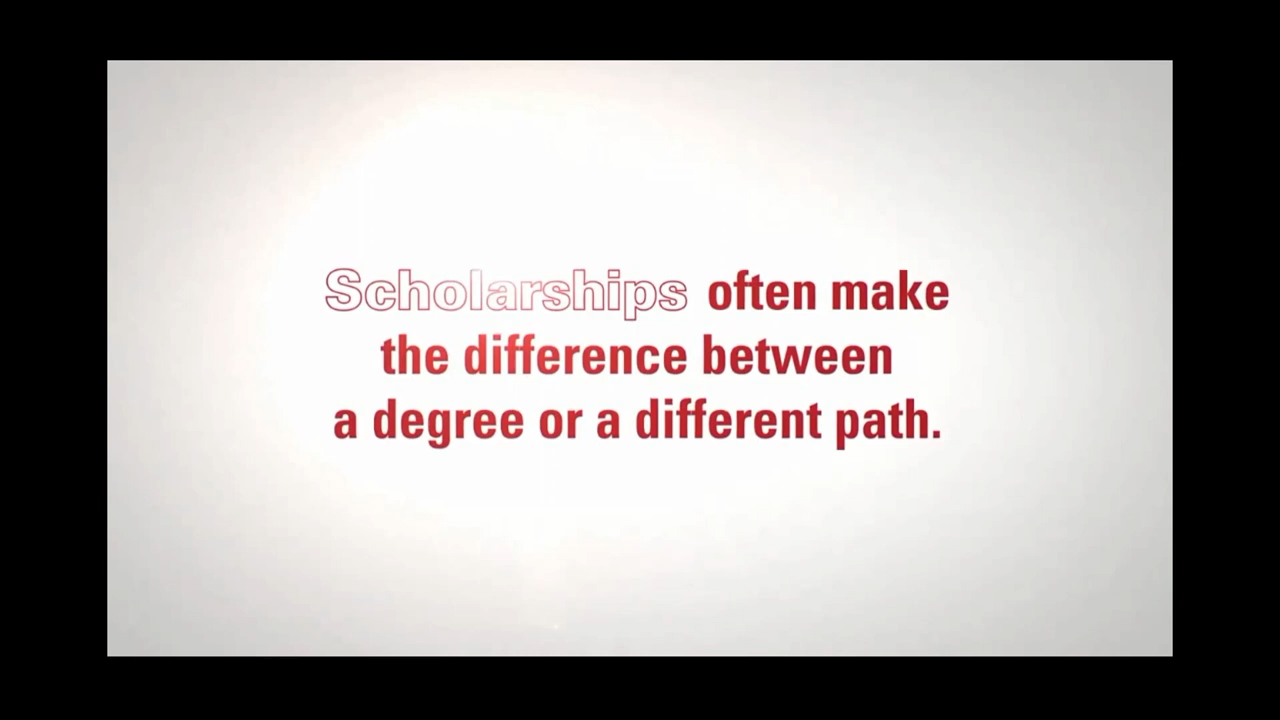 Scholarships often make
the difference between
a degree or a different path.